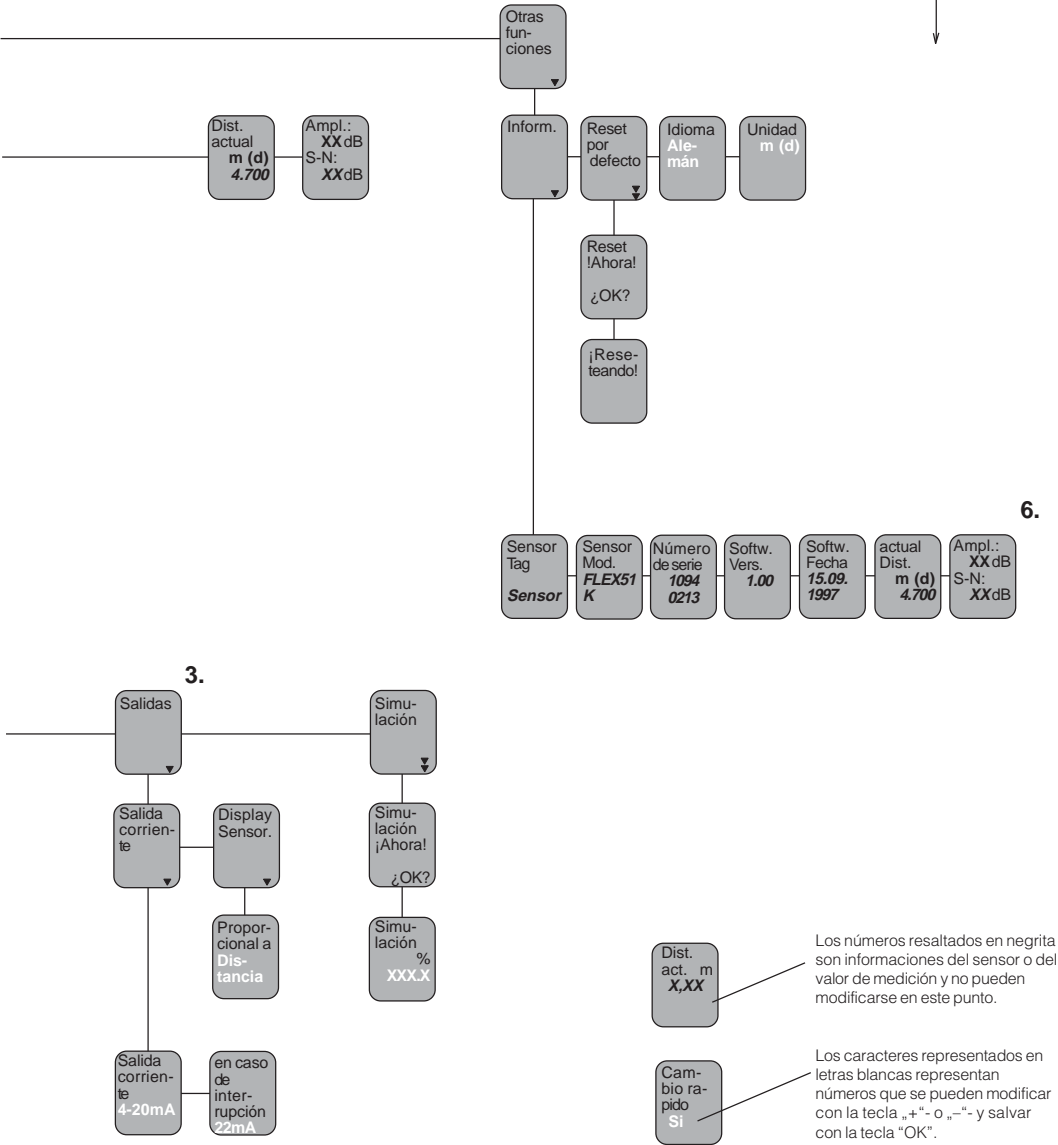 Otras
fun-
ciones
Dist.
actual
m (d)
4.700
Ampl.:
XX dB
S-N:
XX dB
Inform.
Reset
por
defecto
Idioma
Ale-
mán
Unidad
m (d)
Reset
!Ahora!
¿OK?
¡Rese-
teando!
6.
Sensor
Tag
Sensor
Sensor
Mod.
FLEX51
K
Número
de serie
1094
0213
Softw.
Vers.
1.00
Softw.
Fecha
15.09.
1997
actual
Dist.
m (d)
4.700
Ampl.:
XX dB
S-N:
XX dB
3.
Salidas
Simu-
lación
Salida
corrien-
te
Display
Sensor.
Simu-
lación
¡Ahora!
¿OK?
Propor-
cional a
Dis-
tancia
Simu-
lación
%
XXX.X
Salida
corrien-
te
4-20mA
en caso
de
inter-
rupción
22mA
Dist.
act. m
X,XX
Los números resaltados en negrita
son informaciones del sensor o del
valor de medición y no pueden
modificarse en este punto.
Cam-
bio ra-
pido
Si
Los caracteres representados en
letras blancas representan
números que se pueden modificar
con la tecla „+“- o „–“- y salvar
con la tecla “OK”.